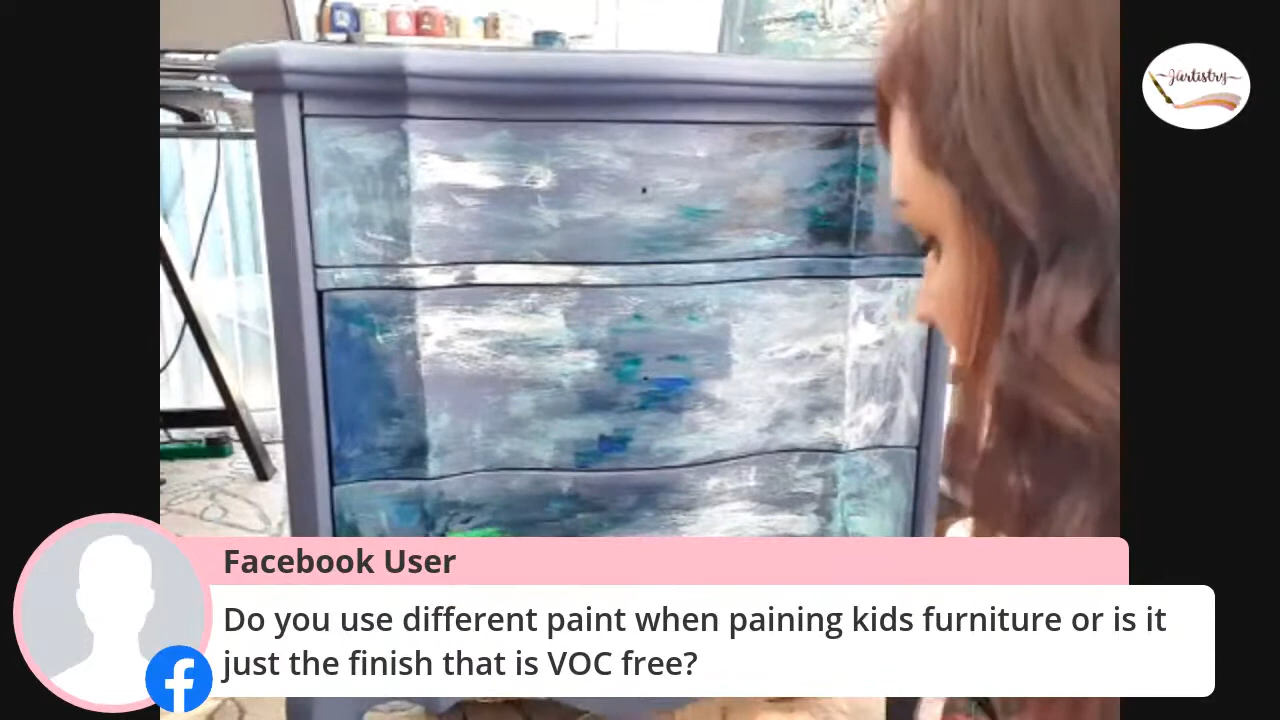 Jartistry
Facebook User
Do you use different paint when paining kids furniture or is it
just the finish that is VOC free?